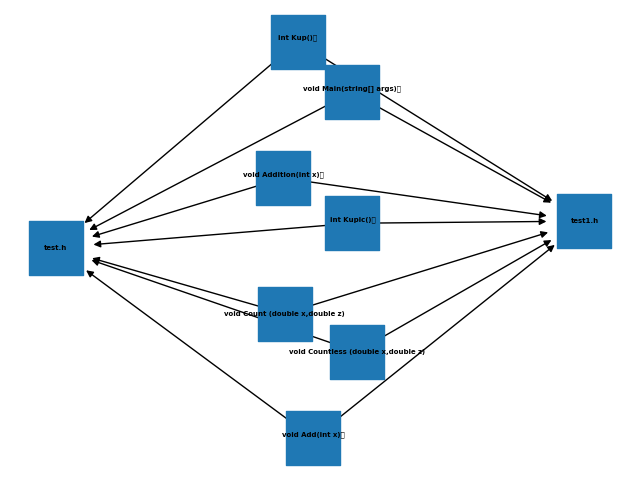 int Kup()
void Main(string[] args)
void Addition(int x)
int Kupic()
test1.h
test.h
void Count (double x,double z)
void Countless (double x,double z)
void Add(int x)